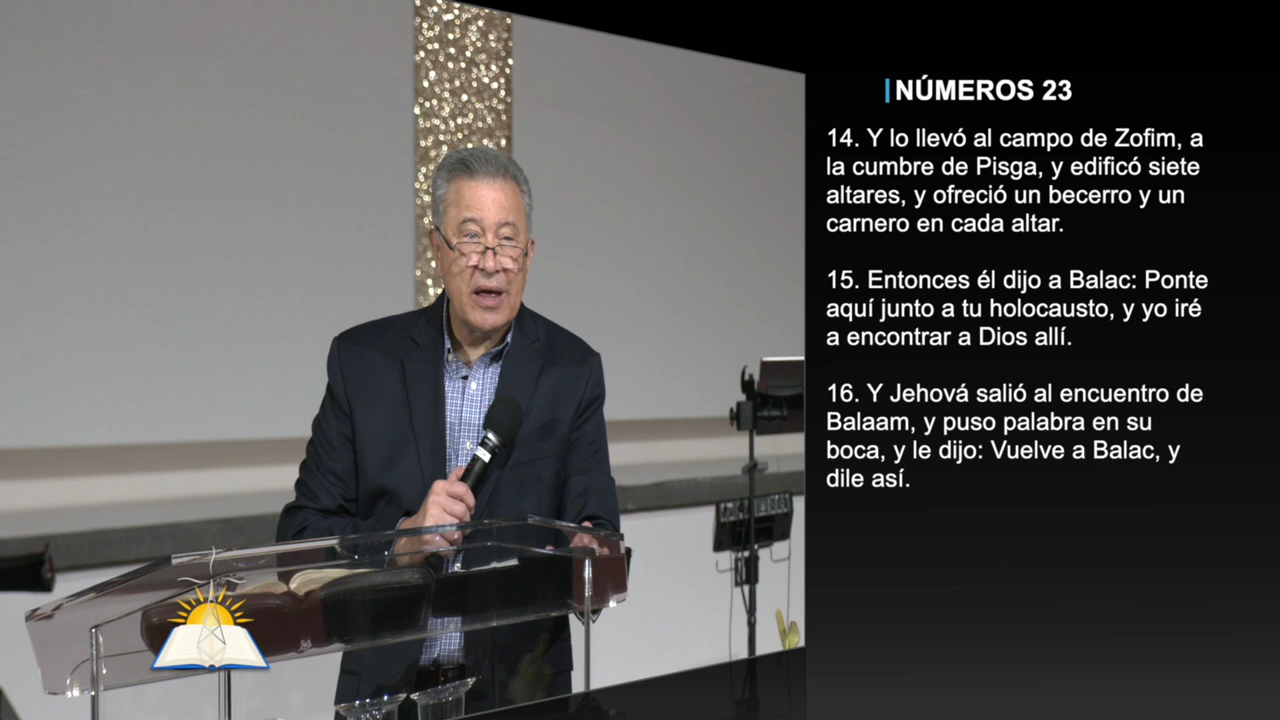 NÚMEROS 23
14. Y lo llevó al campo de Zofim, a
la cumbre de Pisga, y edificó siete
altares, y ofreció un becerro y un
carnero en cada altar.
15. Entonces él dijo a Balac: Ponte
aquí junto a tu holocausto, y yo iré
a encontrar a Dios allí.
16. Y Jehová salió al encuentro de
Balaam, y puso palabra en su
boca, y le dijo: Vuelve a Balac, y
dile así.